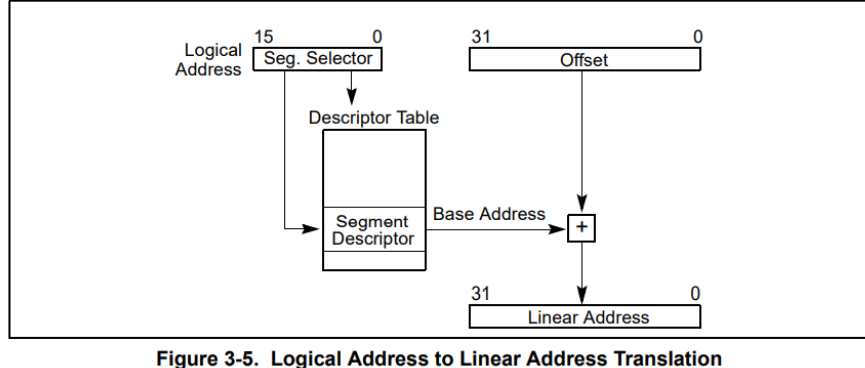 15 0
31 0
Logical
Address
Seg. Selector
Offset
Descriptor Table
Segment
Descriptor
Base Address
+
31 0
Linear Address
Figure 3-5. Logical Address to Linear Address Translation